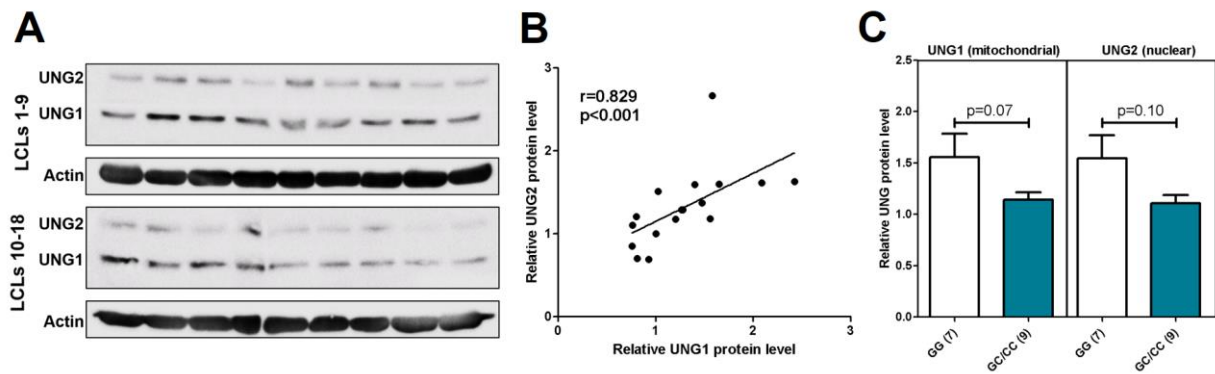 A
LCLs 1-9
UNG2
UNG1
Actin
LCLs 10-18
UNG2
UNG1
Actin
B
r=0.829
p<0.001
Relative UNG2 protein level
3
2
1
0
0 1 2 3
Relative UNG1 protein level
C
UNG1 (mitochondrial) UNG2 (nuclear)
Relative UNG protein level
2.5
2.0
1.5
1.0
0.5
0.0
p=0.07 p=0.10
GG (7) GC/CC (9) GG (7) GC/CC (9)